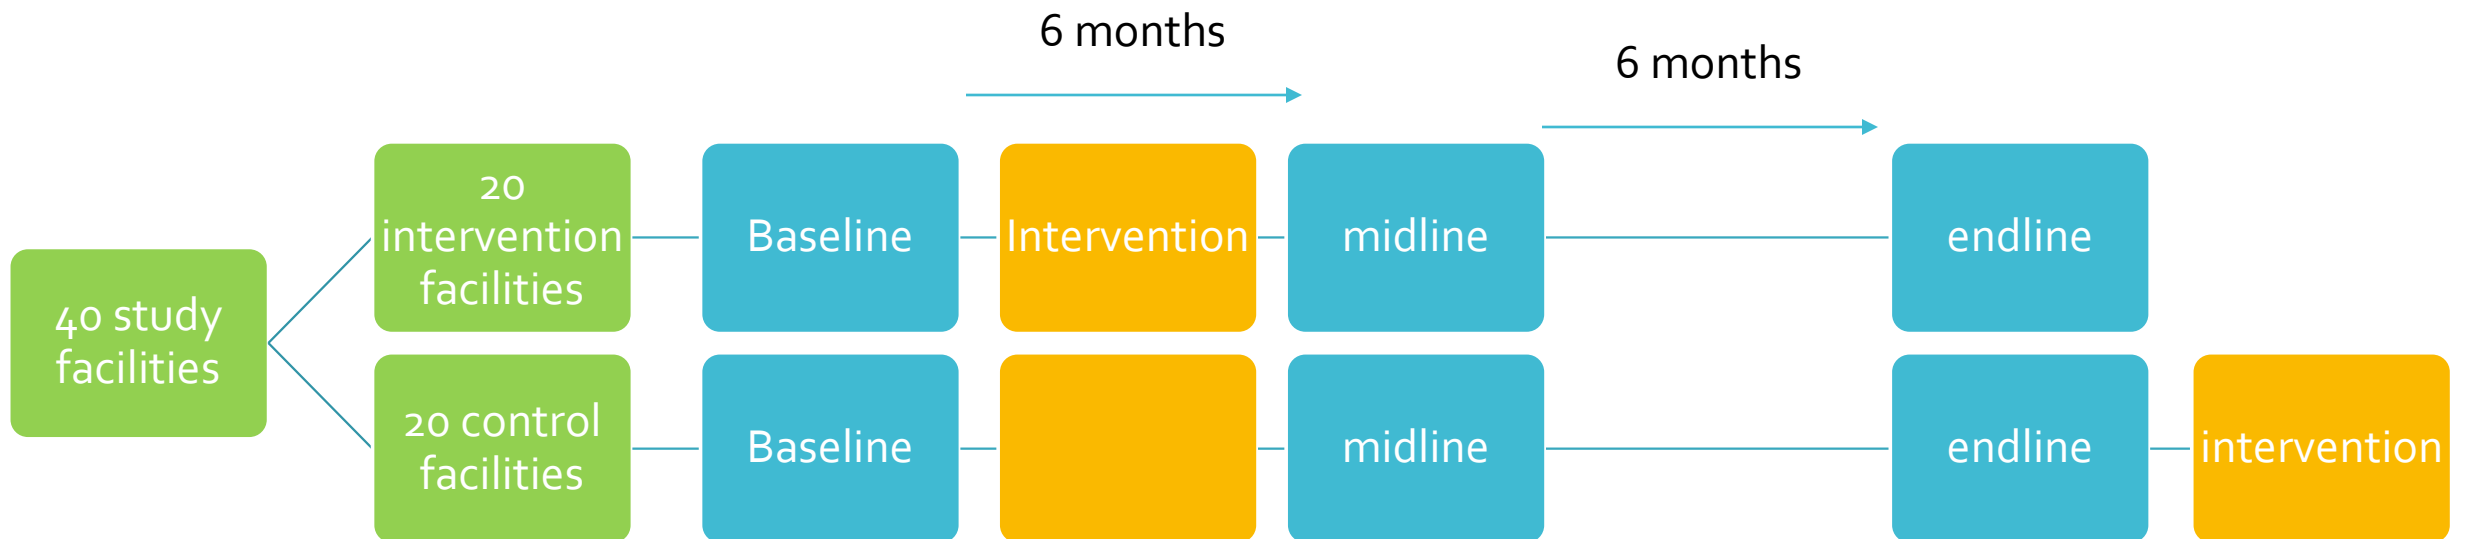 6 months
6 months
40 study
facilities
20
intervention
facilities
Baseline
Intervention
midline
endline
20 control
facilities
Baseline
midline
endline
intervention